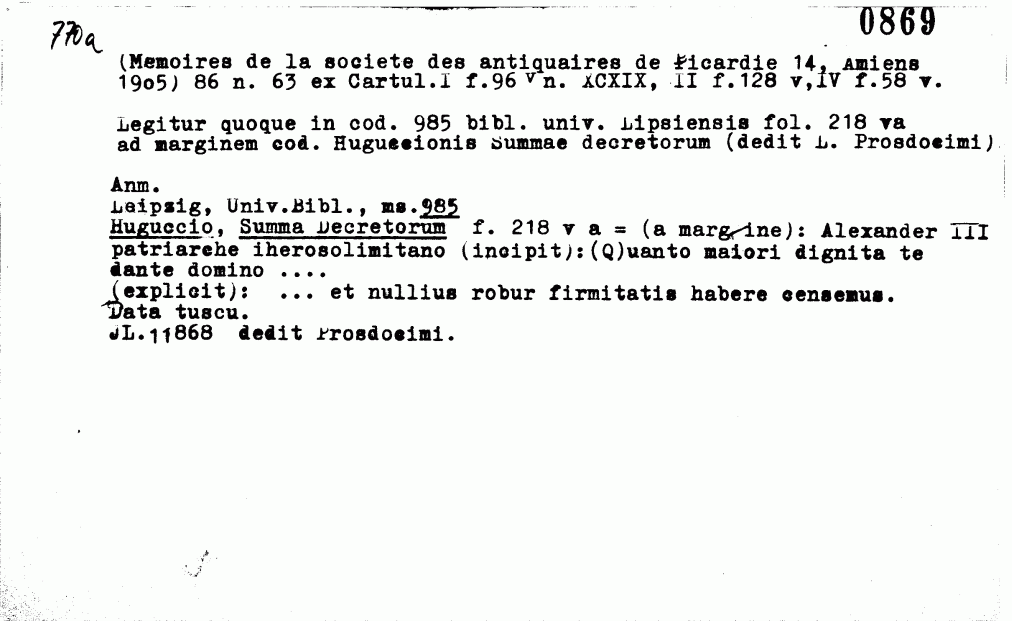 0869
770a
(Memoires de la societe des antiquaires de Picardie 14, Amiens
19o5) 86 n. 63 ex Cartul.I f.96 v n. XCIX, II f.128 v,IV f.58 v.
Legitur quoque in cod. 985 bibl. univ. Lipsiensis fol. 218 va
ad marginem cod. Huguccionis Summae decretorum (dedit L. Prosdocimi)
Anm.
Leipzig, Univ.Bibl., ms.985
Huguccio, Summa Decretorum f. 218 v a = (a margine): Alexander III
patriarche iherosolimitano (incipit):(Q)uanto maiori dignita te
dante domino ....
(explicit): ... et nullius robur firmitatis habere censemus.
Data tuscu.
JL.11868 dedit Prosdocimi.